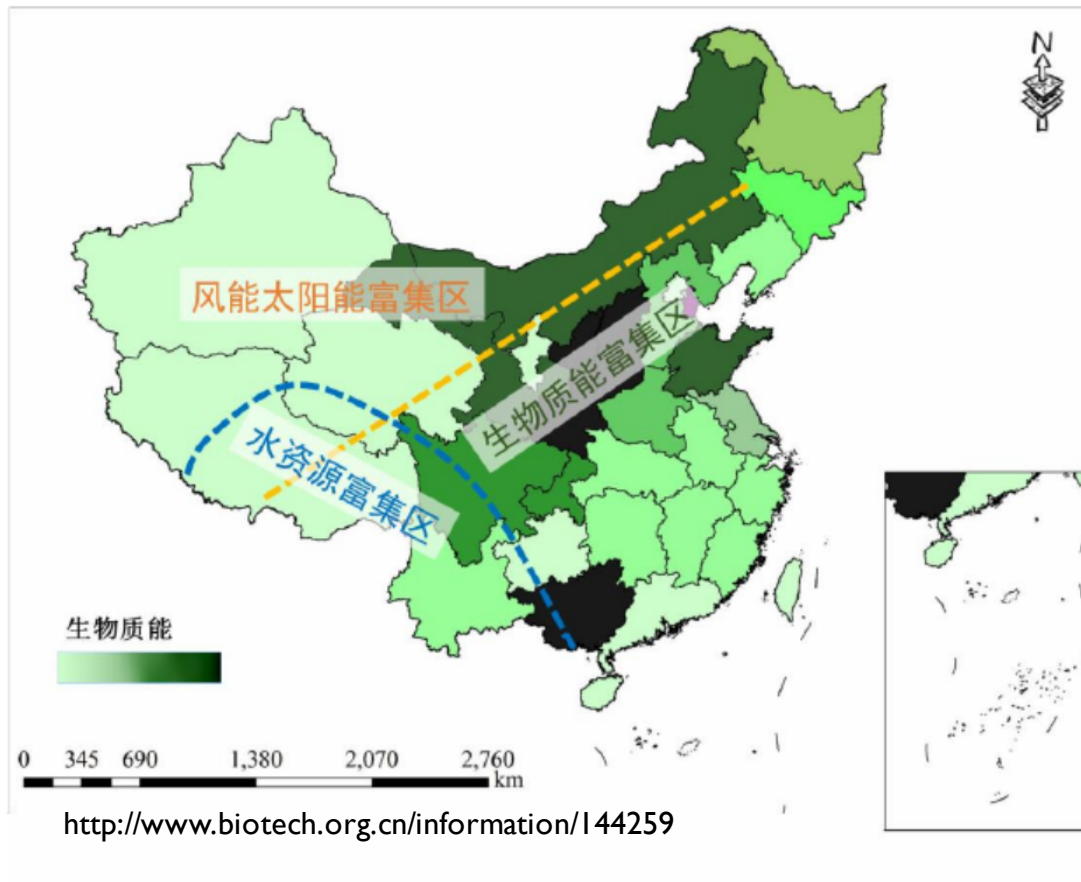 N
风能太阳能富集区
生物质能富集区
水资源富集区
生物质能
0 345 690 1,380 2,070 2,760
km
http://www.biotech.org.cn/information/144259